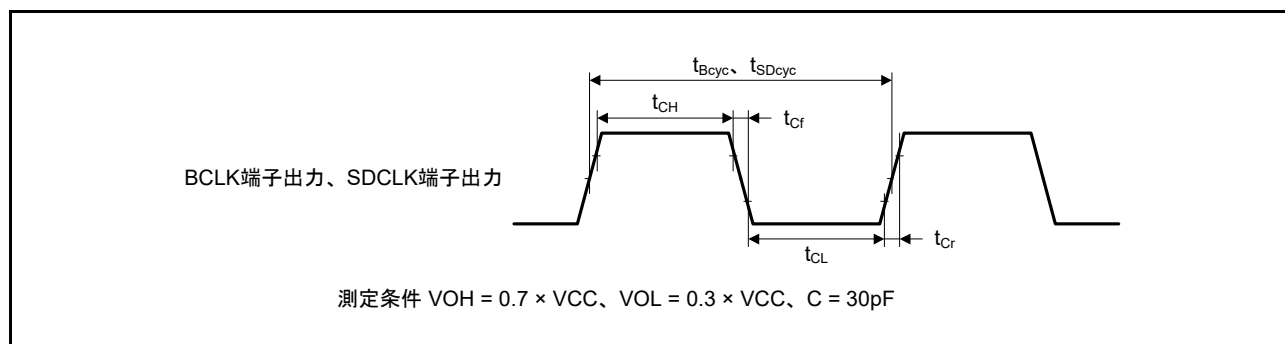 tBcyc、tSDcyc
tCH
tCf
BCLK端子出力、SDCLK端子出力
tCL
tCr
測定条件 VOH = 0.7 × VCC、VOL = 0.3 × VCC、C = 30pF